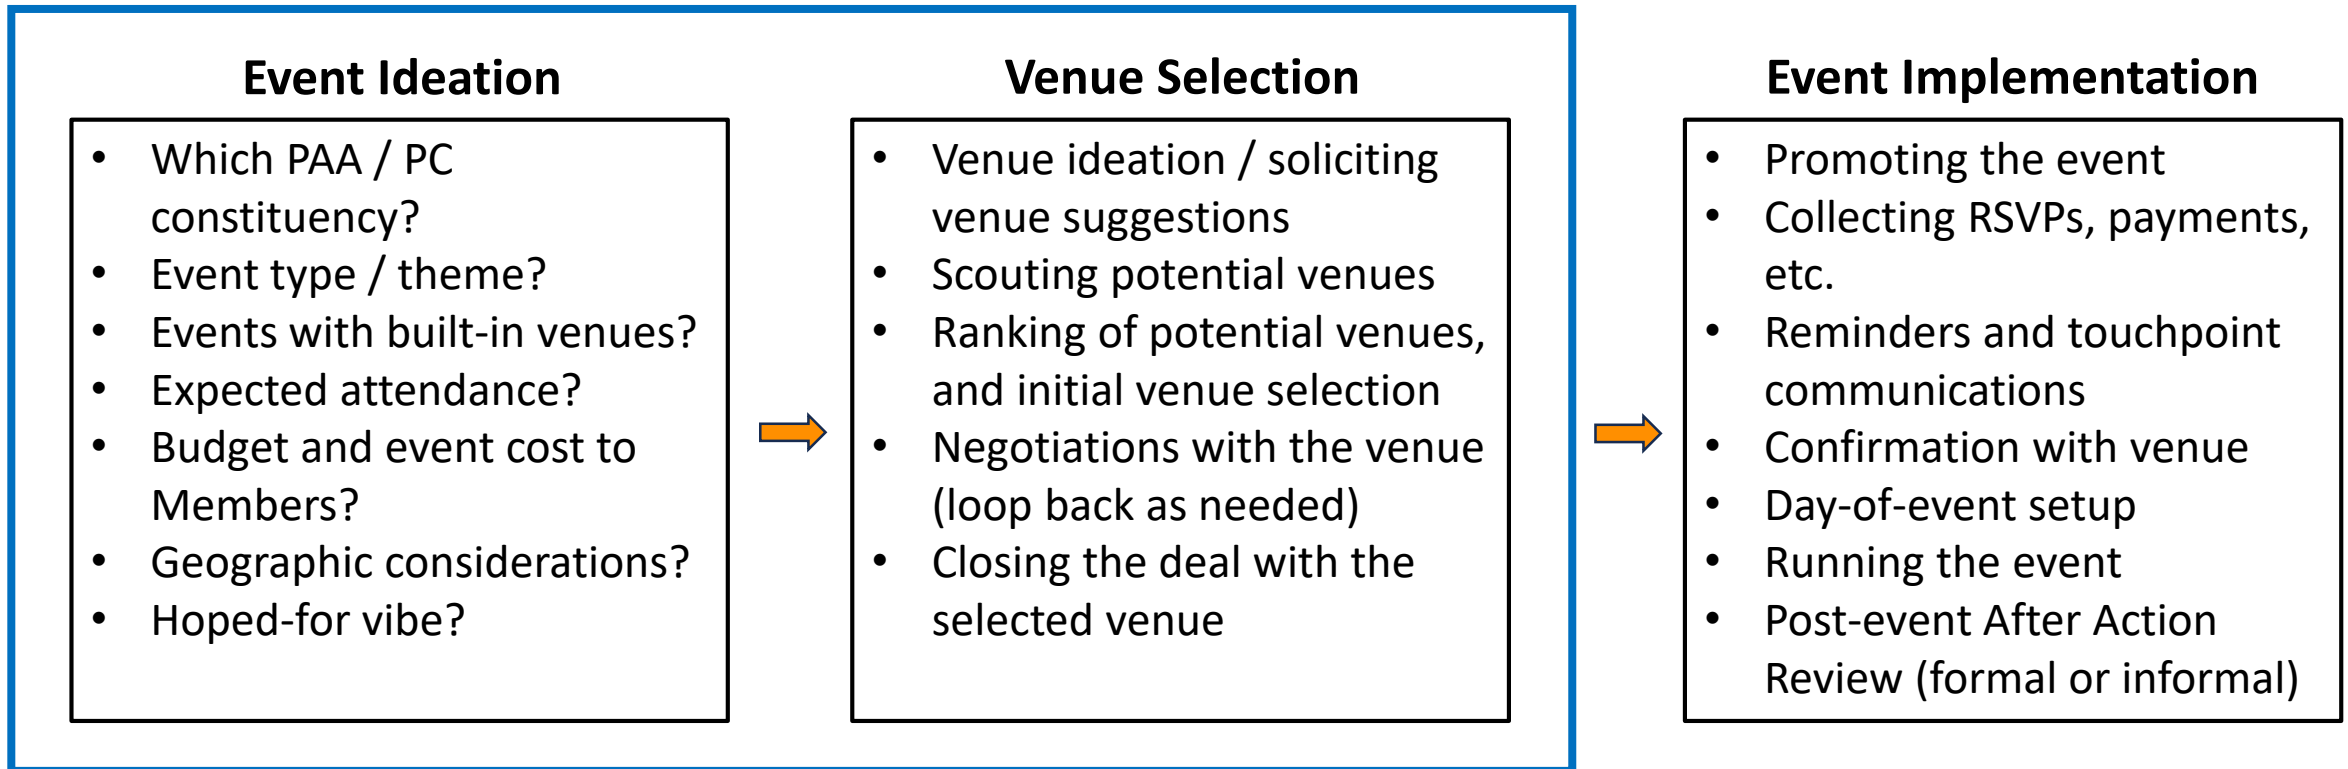 Event Ideation
• Which PAA / PC
constituency?
• Event type / theme?
• Events with built-in venues?
• Expected attendance?
• Budget and event cost to
Members?
• Geographic considerations?
• Hoped-for vibe?
Venue Selection
• Venue ideation / soliciting
venue suggestions
• Scouting potential venues
• Ranking of potential venues,
and initial venue selection
• Negotiations with the venue
(loop back as needed)
• Closing the deal with the
selected venue
Event Implementation
• Promoting the event
• Collecting RSVPs, payments,
etc.
• Reminders and touchpoint
communications
• Confirmation with venue
• Day-of-event setup
• Running the event
• Post-event After Action
Review (formal or informal)